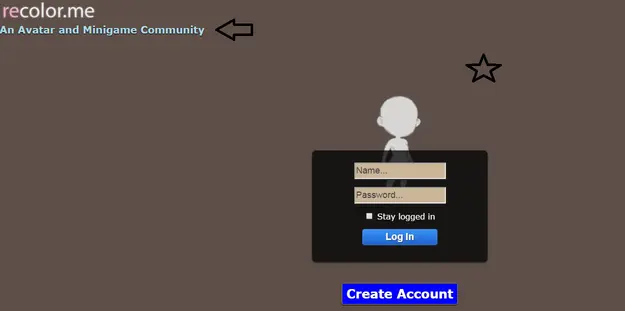 recolor.me
An Avatar and Minigame Community
Name...
Password...
Stay logged in
Log In
Create Account